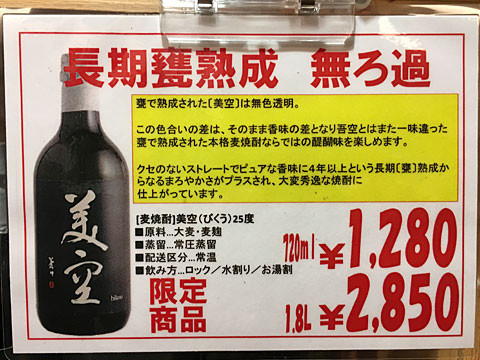 長期甕熟成 無ろ過
甕で熟成された〔美空〕は無色透明。
この色合いの差は、そのまま香味の差となり吾空とはまた一味違った
甕で熟成された本格麦焼酎ならではの醍醐味を楽しめます。
クセのないストレートでピュアな香味に4年以上という長期〔甕〕熟成か
らなるまろやかさがプラスされ、大変秀逸な焼酎に
仕上がっています。
[麦焼酎]美空(びくう)25度
■原料…大麦・麦麹
■蒸留…常圧蒸留
■配送区分…常温
■飲み方…ロック/水割り/お湯割
720ml ¥1,280
限定
商品
1.8L ¥2,850
美空